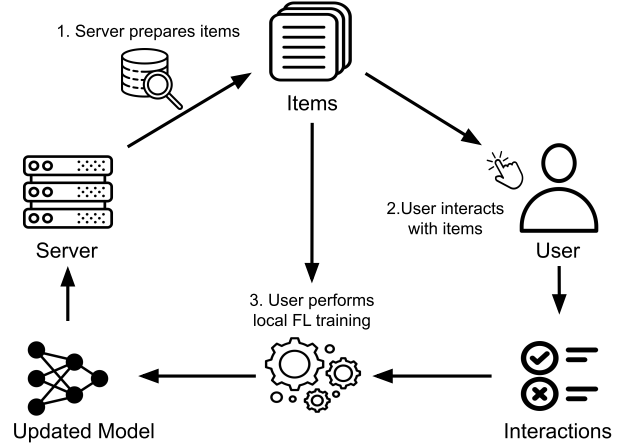 1. Server prepares items
Items
2.User interacts
with items
Server
User
3. User performs
local FL training
Updated Model
Interactions